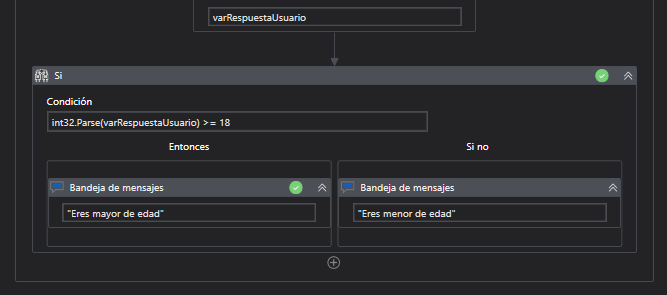 varRespuestaUsuario
Si
Condición
int32.Parse(varRespuestaUsuario) >= 18
Entonces
Si no
Bandeja de mensajes
Bandeja de mensajes
"Eres mayor de edad"
"Eres menor de edad"